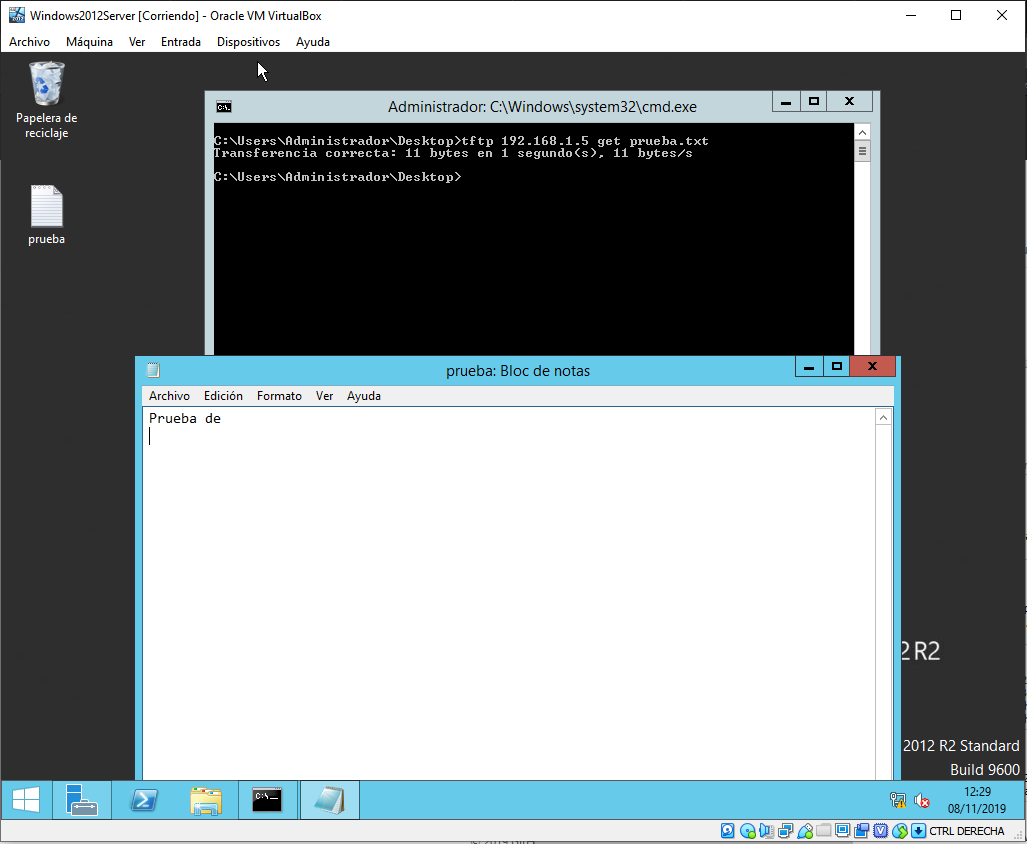 Windows2012Server [Corriendo] - Oracle VM VirtualBox
Archivo Máquina Ver Entrada Dispositivos Ayuda
Papelera de
reciclaje
prueba
Administrador: C:\Windows\system32\cmd.exe
C:\Users\Administrador\Desktop>tftp 192.168.1.5 get prueba.txt
Transferencia correcta: 11 bytes en 1 segundo(s), 11 bytes/s
C:\Users\Administrador\Desktop>
prueba: Bloc de notas
Archivo Edición Formato Ver Ayuda
Prueba de
2 R2
2012 R2 Standard
Build 9600
12:29
08/11/2019
CTRL DERECHA